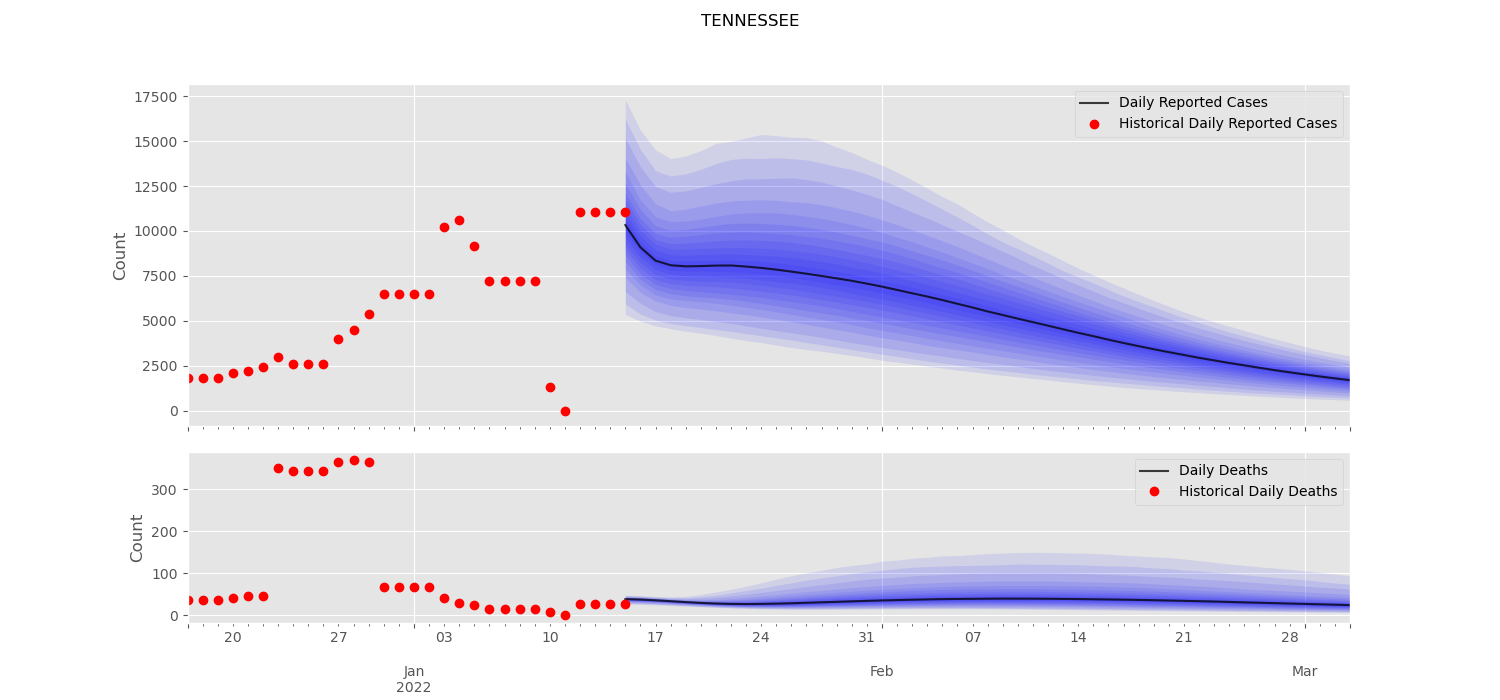 TENNESSEE
17500
15000
12500
10000
7500
5000
2500
0
Count
Daily Reported Cases
Historical Daily Reported Cases
300
200
100
0
Count
Daily Deaths
Historical Daily Deaths
20 27 03 10 17 24 31 07 14 21 28
Jan Feb Mar
2022